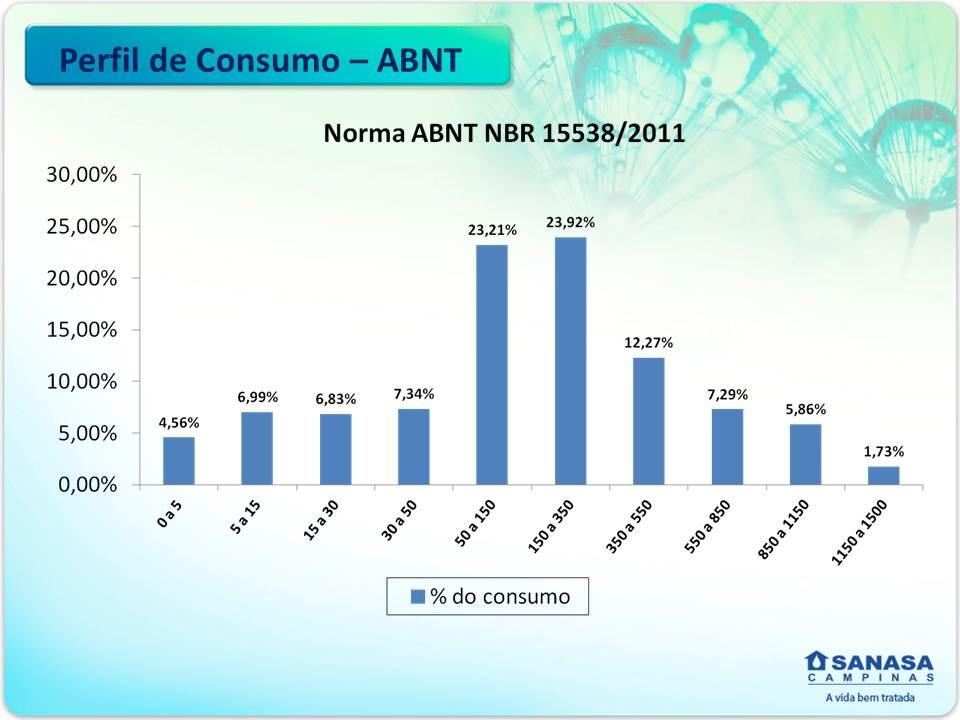 Perfil de Consumo – ABNT
Norma ABNT NBR 15538/2011
30,00%
25,00%
20,00%
15,00%
10,00%
5,00%
0,00%
4,56%
6,99%
6,83%
7,34%
23,21%
23,92%
12,27%
7,29%
5,86%
1,73%
0 a 5
5 a 15
15 a 30
30 a 50
50 a 150
150 a 350
350 a 550
550 a 850
850 a 1150
1150 a 1500
% do consumo
SANASA
CAMPINAS
A vida bem tratada